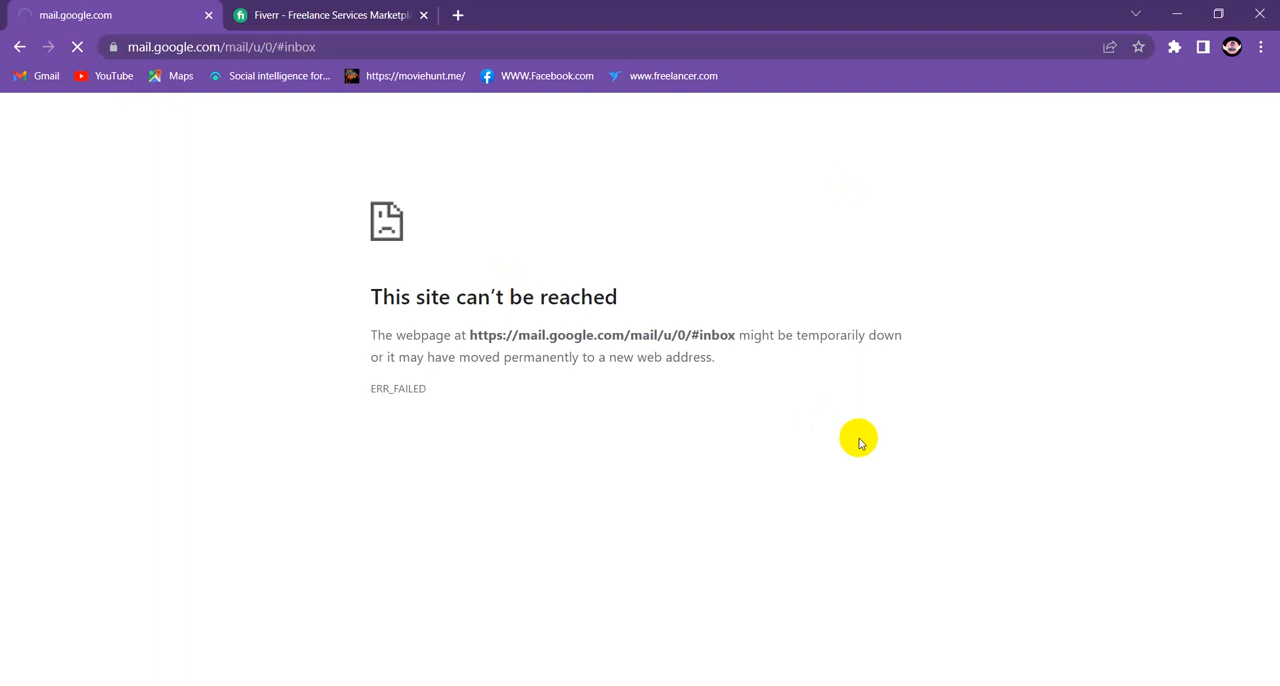 mail.google.com
Fiverr - Freelance Services Marketpl
mail.google.com/mail/u/0/#inbox
Gmail YouTube Maps Social intelligence for... https://moviehunt.me/ WWW.Facebook.com www.freelancer.com
This site can't be reached
The webpage at https://mail.google.com/mail/u/0/#inbox might be temporarily down
or it may have moved permanently to a new web address.
ERR_FAILED